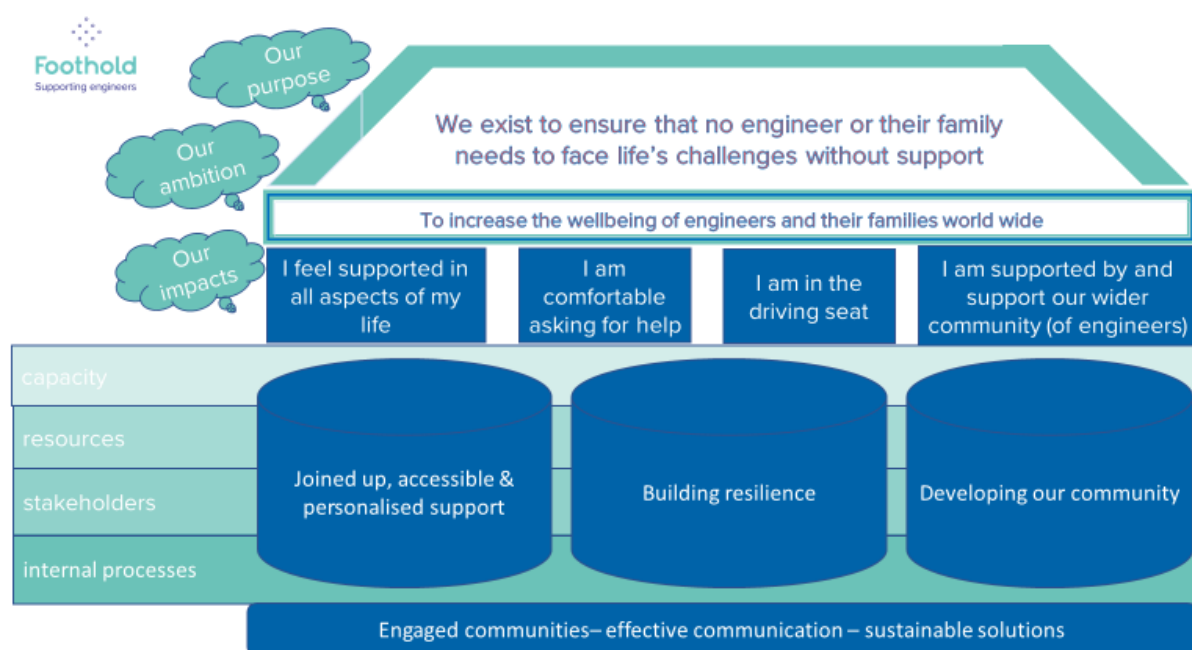 Foothold
Supporting engineers
Our
purpose
Our
ambition
Our
impacts
We exist to ensure that no engineer or their family
needs to face life's challenges without support
To increase the wellbeing of engineers and their families world wide
I feel supported in
all aspects of my
life
I am
comfortable
asking for help
I am in the
driving seat
I am supported by and
support our wider
community (of engineers)
capacity
resources
stakeholders
internal processes
Joined up, accessible &
personalised support
Building resilience
Developing our community
Engaged communities– effective communication – sustainable solutions